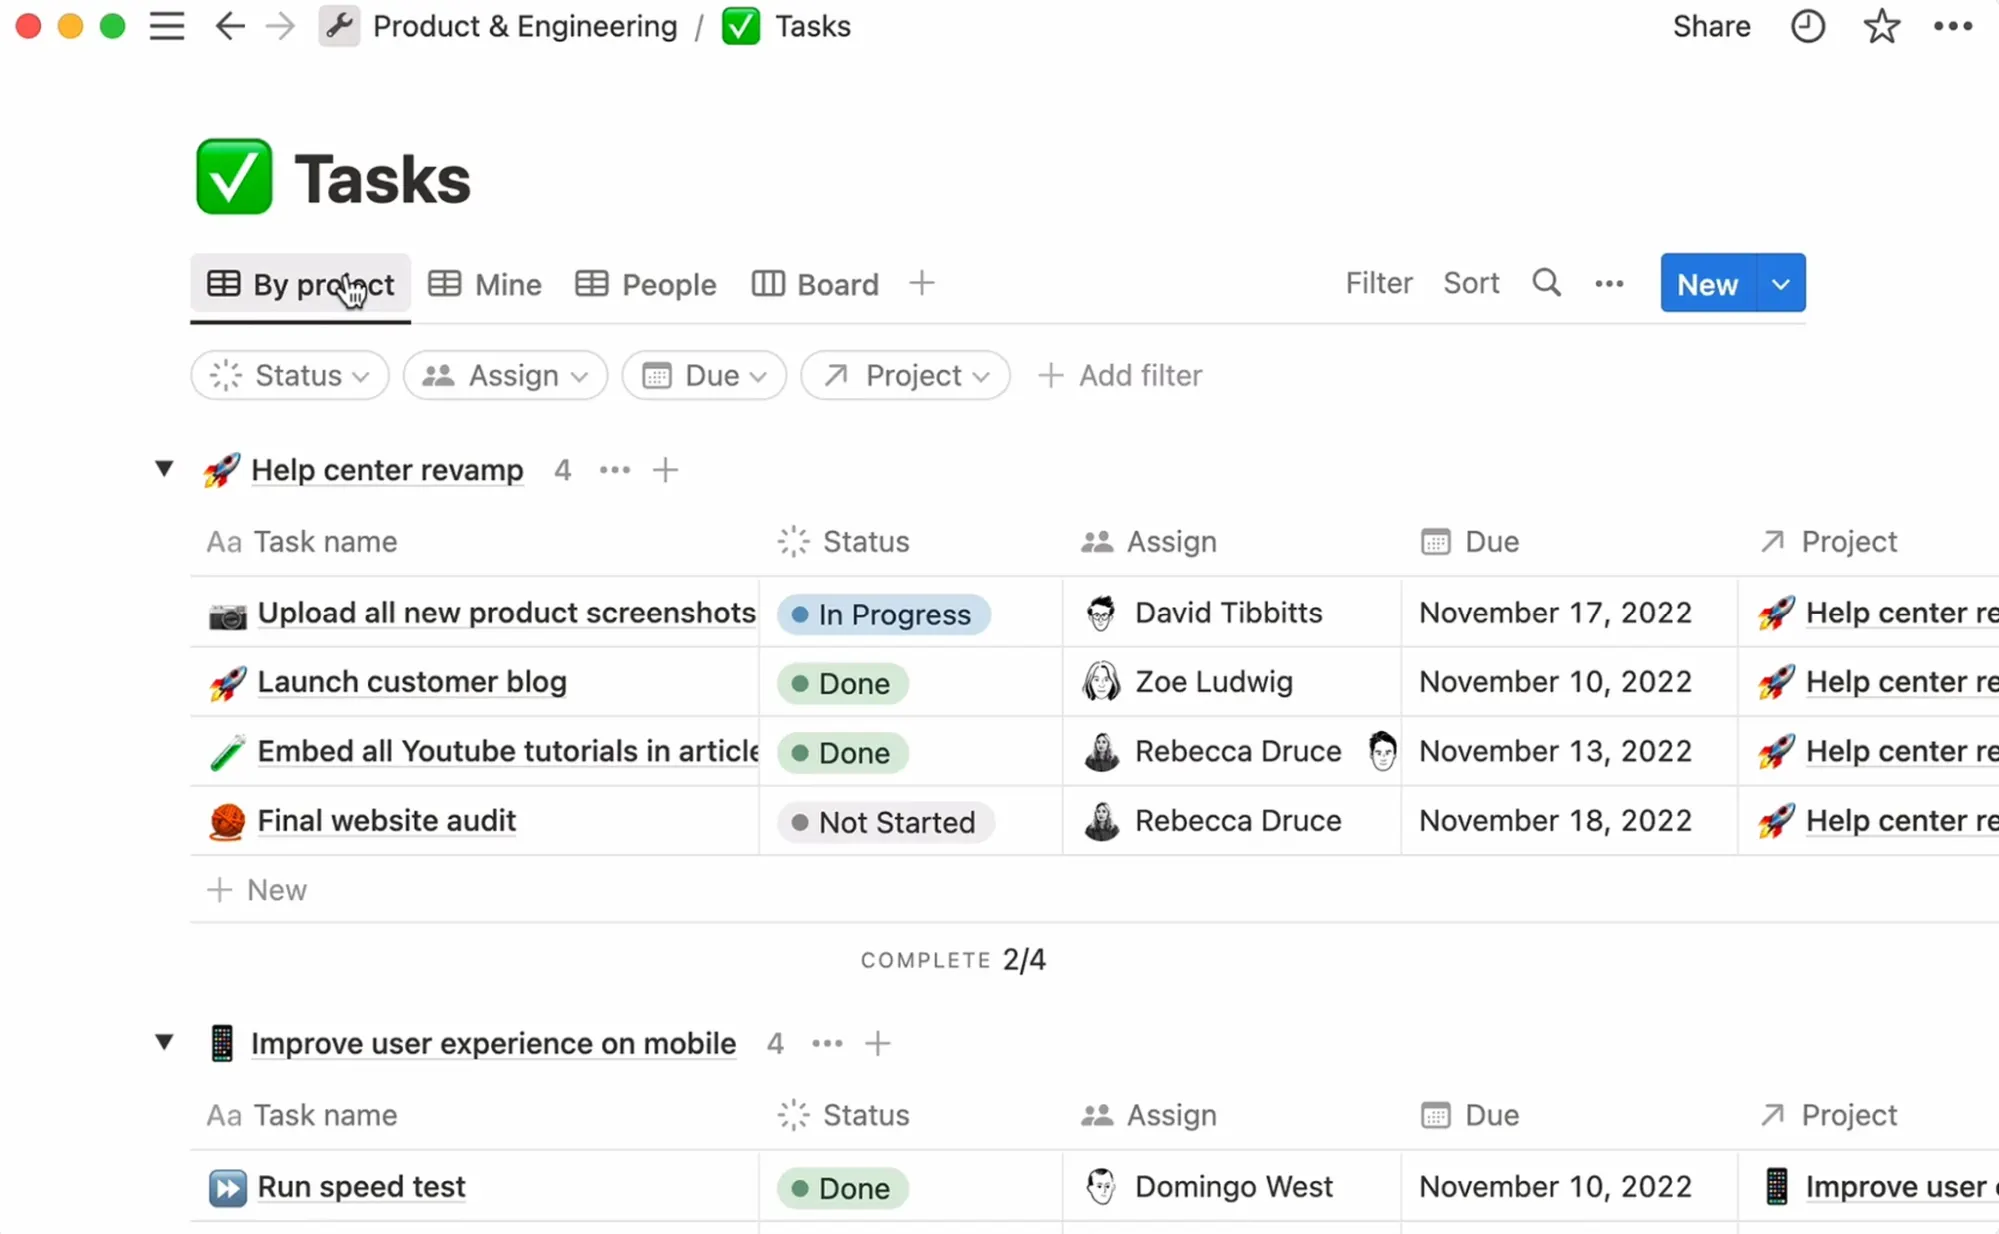 Product & Engineering / Tasks Share
Tasks
By project Mine People Board Filter Sort New
Status Assign Due Project Add filter
Help center revamp 4
Aa Task name Status Assign Due Project
Upload all new product screenshots In Progress David Tibbitts November 17, 2022 Help center re
Launch customer blog Done Zoe Ludwig November 10, 2022 Help center re
Embed all Youtube tutorials in article Done Rebecca Druce November 13, 2022 Help center re
Final website audit Not Started Rebecca Druce November 18, 2022 Help center re
New
COMPLETE 2/4
Improve user experience on mobile 4
Aa Task name Status Assign Due Project
Run speed test Done Domingo West November 10, 2022 Improve user